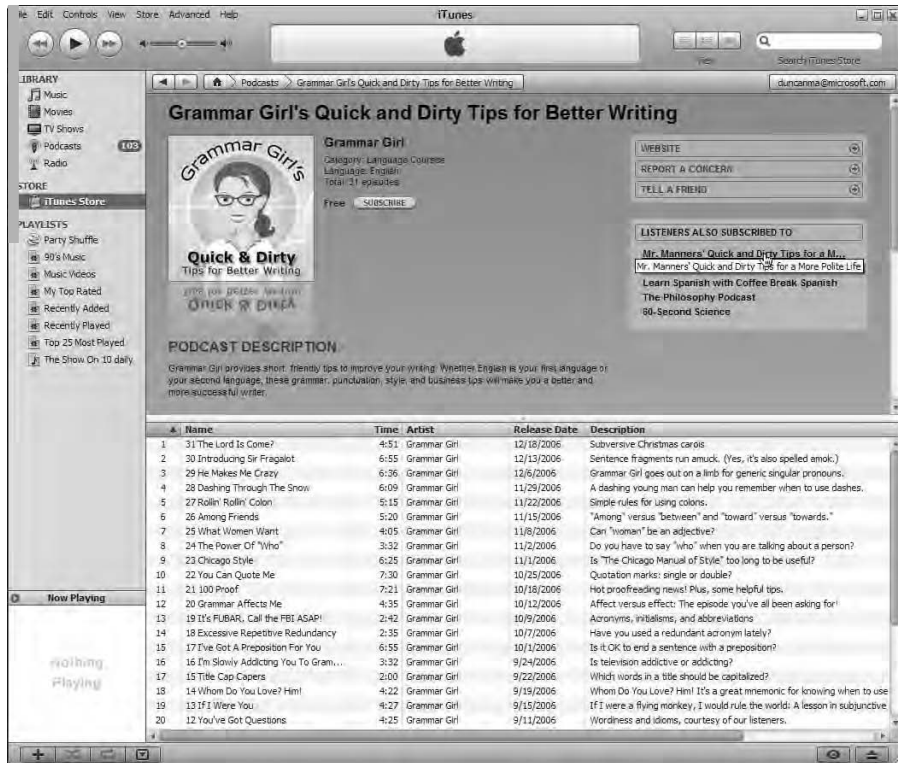 le Edit Controls View Store Advanced Help iTunes
View Search iTunes Store
LIBRARY
Music
Movies
TV Shows
Podcasts 103
Radio
STORE
iTunes Store
PLAYLISTS
Party Shuffle
90's Music
Music Videos
My Top Rated
Recently Added
Recently Played
Top 25 Most Played
The Show On 10 daily
Now Playing
Nothing
Playing
Podcasts Grammar Girl's Quick and Dirty Tips for Better Writing duncanma@microsoft.com
Grammar Girl's Quick and Dirty Tips for Better Writing
Grammar Girl's
Quick & Dirty
Tips for Better Writing
Grammar Girl
Category: Language Courses
Language: English
Total: 31 episodes
Free SUBSCRIBE
WEBSITE
REPORT A CONCERN
TELL A FRIEND
LISTENERS ALSO SUBSCRIBED TO
Mr. Manners' Quick and Dirty Tips for a M...
Mr. Manners' Quick and Dirty Tips for a More Polite Life
Learn Spanish with Coffee Break Spanish
The Philosophy Podcast
60-Second Science
PODCAST DESCRIPTION
Grammar Girl provides short, friendly tips to improve your writing. Whether English is your first language or
your second language, these grammar, punctuation, style, and business tips will make you a better and
more successful writer.
Name Time Artist Release Date Description
1 31 The Lord Is Come? 4:51 Grammar Girl 12/18/2006 Subversive Christmas carols
2 30 Introducing Sir Fragalot 6:55 Grammar Girl 12/13/2006 Sentence fragments run amuck. (Yes, it's also spelled amok.)
3 29 He Makes Me Crazy 6:36 Grammar Girl 12/6/2006 Grammar Girl goes out on a limb for generic singular pronouns.
4 28 Dashing Through The Snow 6:09 Grammar Girl 11/29/2006 A dashing young man can help you remember when to use dashes.
5 27 Rollin' Rollin' Colon 5:15 Grammar Girl 11/22/2006 Simple rules for using colons.
6 26 Among Friends 5:20 Grammar Girl 11/15/2006 "Among" versus "between" and "toward" versus "towards."
7 25 What Women Want 4:05 Grammar Girl 11/8/2006 Can "woman" be an adjective?
8 24 The Power Of "Who" 3:32 Grammar Girl 11/2/2006 Do you have to say "who" when you are talking about a person?
9 23 Chicago Style 6:25 Grammar Girl 11/1/2006 Is "The Chicago Manual of Style" too long to be useful?
10 22 You Can Quote Me 7:30 Grammar Girl 10/25/2006 Quotation marks: single or double?
11 21 100 Proof 7:21 Grammar Girl 10/18/2006 Hot proofreading news! Plus, some helpful tips.
12 20 Grammar Affects Me 4:35 Grammar Girl 10/12/2006 Affect versus effect: The episode you've all been asking for!
13 19 It's FUBAR, Call the FBI ASAP! 2:42 Grammar Girl 10/9/2006 Acronyms, initialisms, and abbreviations
14 18 Excessive Repetitive Redundancy 2:35 Grammar Girl 10/7/2006 Have you used a redundant acronym lately?
15 17 I've Got A Preposition For You 6:55 Grammar Girl 10/1/2006 Is it OK to end a sentence with a preposition?
16 16 I'm Slowly Addicting You To Gram... 3:32 Grammar Girl 9/24/2006 Is television addictive or addicting?
17 15 Title Cap Capers 2:00 Grammar Girl 9/22/2006 Which words in a title should be capitalized?
18 14 Whom Do You Love? Him! 4:22 Grammar Girl 9/19/2006 Whom Do You Love? Him! It's a great mnemonic for knowing when to use
19 13 If I Were You 4:27 Grammar Girl 9/15/2006 If I were a flying monkey, I would rule the world: A lesson in subjunctive
20 12 You've Got Questions 4:25 Grammar Girl 9/11/2006 Wordiness and idioms, courtesy of our listeners.